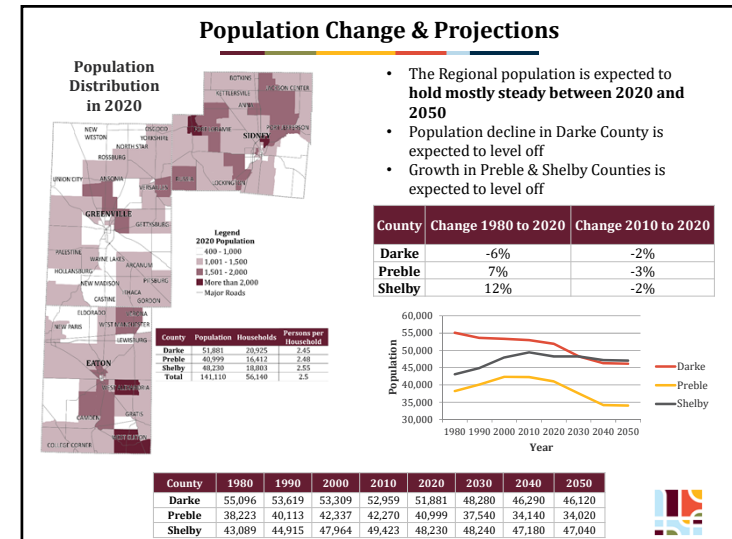 Population Change & Projections
Population
Distribution
in 2020
BOTKINS
KETTLERSVILLE
ANNA
SIDNEY
LOCKINGTON
NEW
WESTON
OSGOOD
YORKSHIRE
NORTH STAR
ROSSBURG
UNION CITY
ANSONIA
VERSAILLES
GREENVILLE
GETTYSBURG
PALESTINE
WAYNE LAKES
ARCANUM
HOLLANSBURG
NEW MADISON
PITSBURG
ITHACA
CASTINE
GORDON
ELDORADO
VERONA
NEW PARIS
WEST MANCHESTER
LEWISBURG
EATON
WEST ALEXANDRIA
CAMDEN
GRATIS
WEST ELKTON
COLLEGE CORNER
Legend
2020 Population
400 - 1,000
1,001 - 1,500
1,501 - 2,000
More than 2,000
Major Roads
County Population Households Persons per
Household
Darke 51,881 20,925 2.45
Preble 40,999 16,412 2.48
Shelby 48,230 18,803 2.55
Total 141,110 56,140 2.5
• The Regional population is expected to
hold mostly steady between 2020 and
2050
• Population decline in Darke County is
expected to level off
• Growth in Preble & Shelby Counties is
expected to level off
County Change 1980 to 2020 Change 2010 to 2020
Darke -6% -2%
Preble 7% -3%
Shelby 12% -2%
Population
60,000
55,000
50,000
45,000
40,000
35,000
30,000
1980 1990 2000 2010 2020 2030 2040 2050
Year
Darke
Preble
Shelby
County 1980 1990 2000 2010 2020 2030 2040 2050
Darke 55,096 53,619 53,309 52,959 51,881 48,280 46,290 46,120
Preble 38,223 40,113 42,337 42,270 40,999 37,540 34,140 34,020
Shelby 43,089 44,915 47,964 49,423 48,230 48,240 47,180 47,040